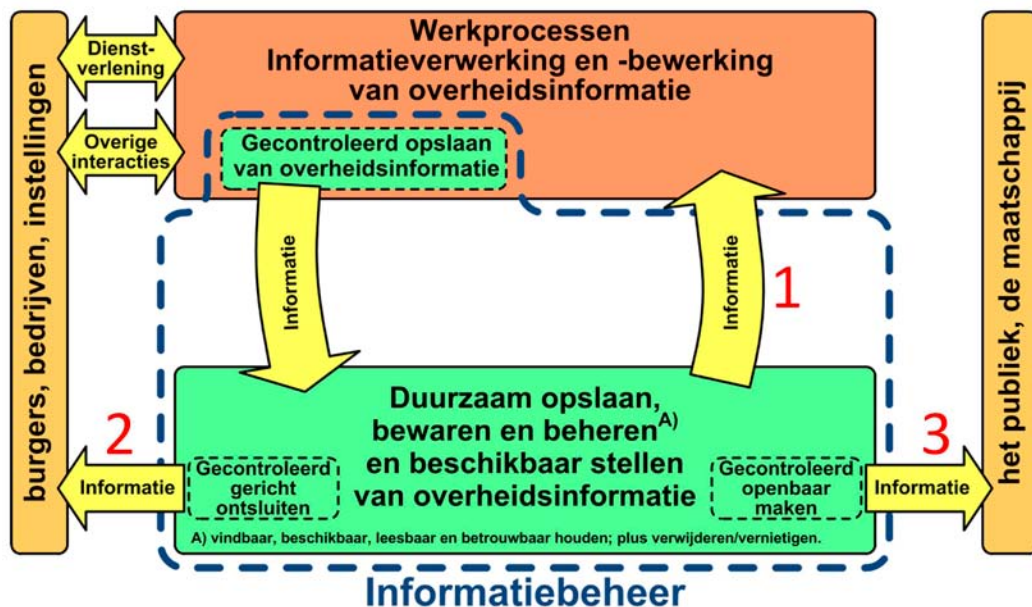 burgers, bedrijven, instellingen
Dienst-
verlening
Overige
interacties
Werkprocessen
Informatieverwerking en -bewerking
van overheidsinformatie
Gecontroleerd opslaan
van overheidsinformatie
Informatie
Informatie
1
het publiek, de maatschappij
2
Informatie
Duurzaam opslaan,
bewaren en beheren A)
en beschikbaar stellen
van overheidsinformatie
Gecontroleerd
gericht
ontsluiten
Gecontroleerd
openbaar
maken
3
Informatie
A) vindbaar, beschikbaar, leesbaar en betrouwbaar houden; plus verwijderen/vernietigen.
Informatiebeheer